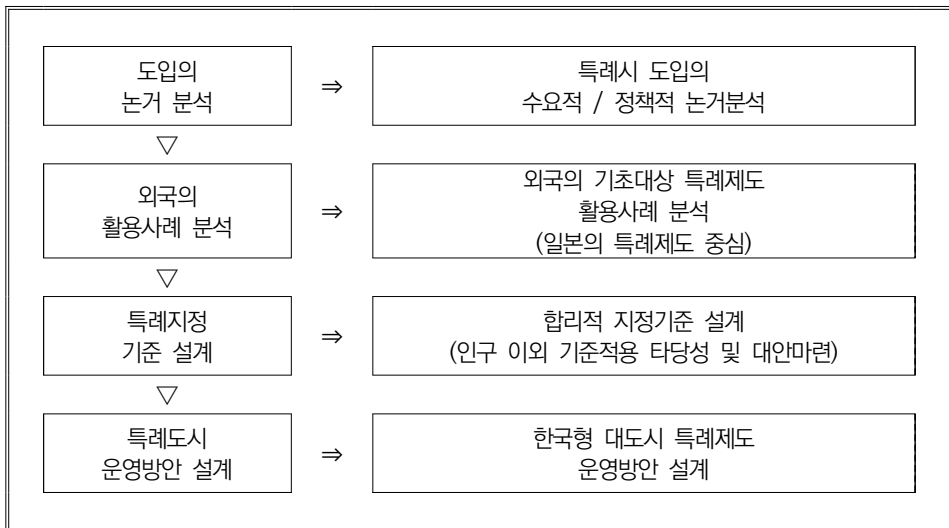 도입의
논거 분석
⇒
특례시 도입의
수요적 / 정책적 논거분석
▽
외국의
활용사례 분석
⇒
외국의 기초대상 특례제도
활용사례 분석
(일본의 특례제도 중심)
▽
특례지정
기준 설계
⇒
합리적 지정기준 설계
(인구 이외 기준적용 타당성 및 대안마련)
▽
특례도시
운영방안 설계
⇒
한국형 대도시 특례제도
운영방안 설계